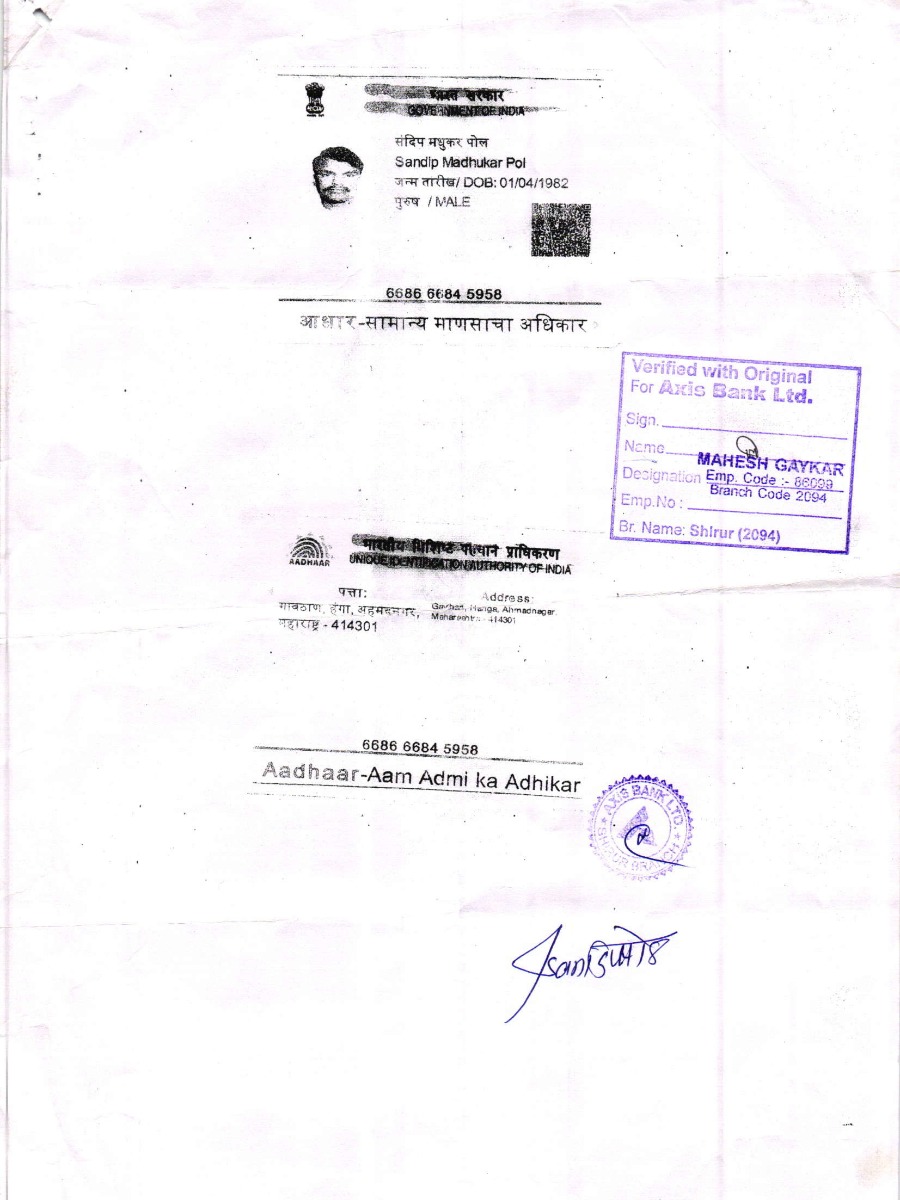 भारत सरकार
GOVERNMENT OF INDIA
संदिप मधुकर पोल
Sandip Madhukar Pol
जन्म तारीख/ DOB: 01/04/1982
पुरुष / MALE
6686 6684 5958
आधार-सामान्य माणसाचा अधिकार
Verified with Original
For Axis Bank Ltd.
Sign.
Name
MAHESH GAYKAR
Designation Emp. Code :- 86099
Branch Code 2094
Emp.No :
Br. Name: Shirur (2094)
AADHAAR
भारतीय विशिष्ट पहचान प्राधिकरण
UNIQUE IDENTIFICATION AUTHORITY OF INDIA
पत्ता:
गावठाण, हंगा, अहमदनगर,
महाराष्ट्र - 414301
Address:
Hanga, Ahmadnagar,
Maharashtra - 414301
6686 6684 5958
Aadhaar-Aam Admi ka Adhikar
AXIS BANK LTD.
SHIRUR BRANCH